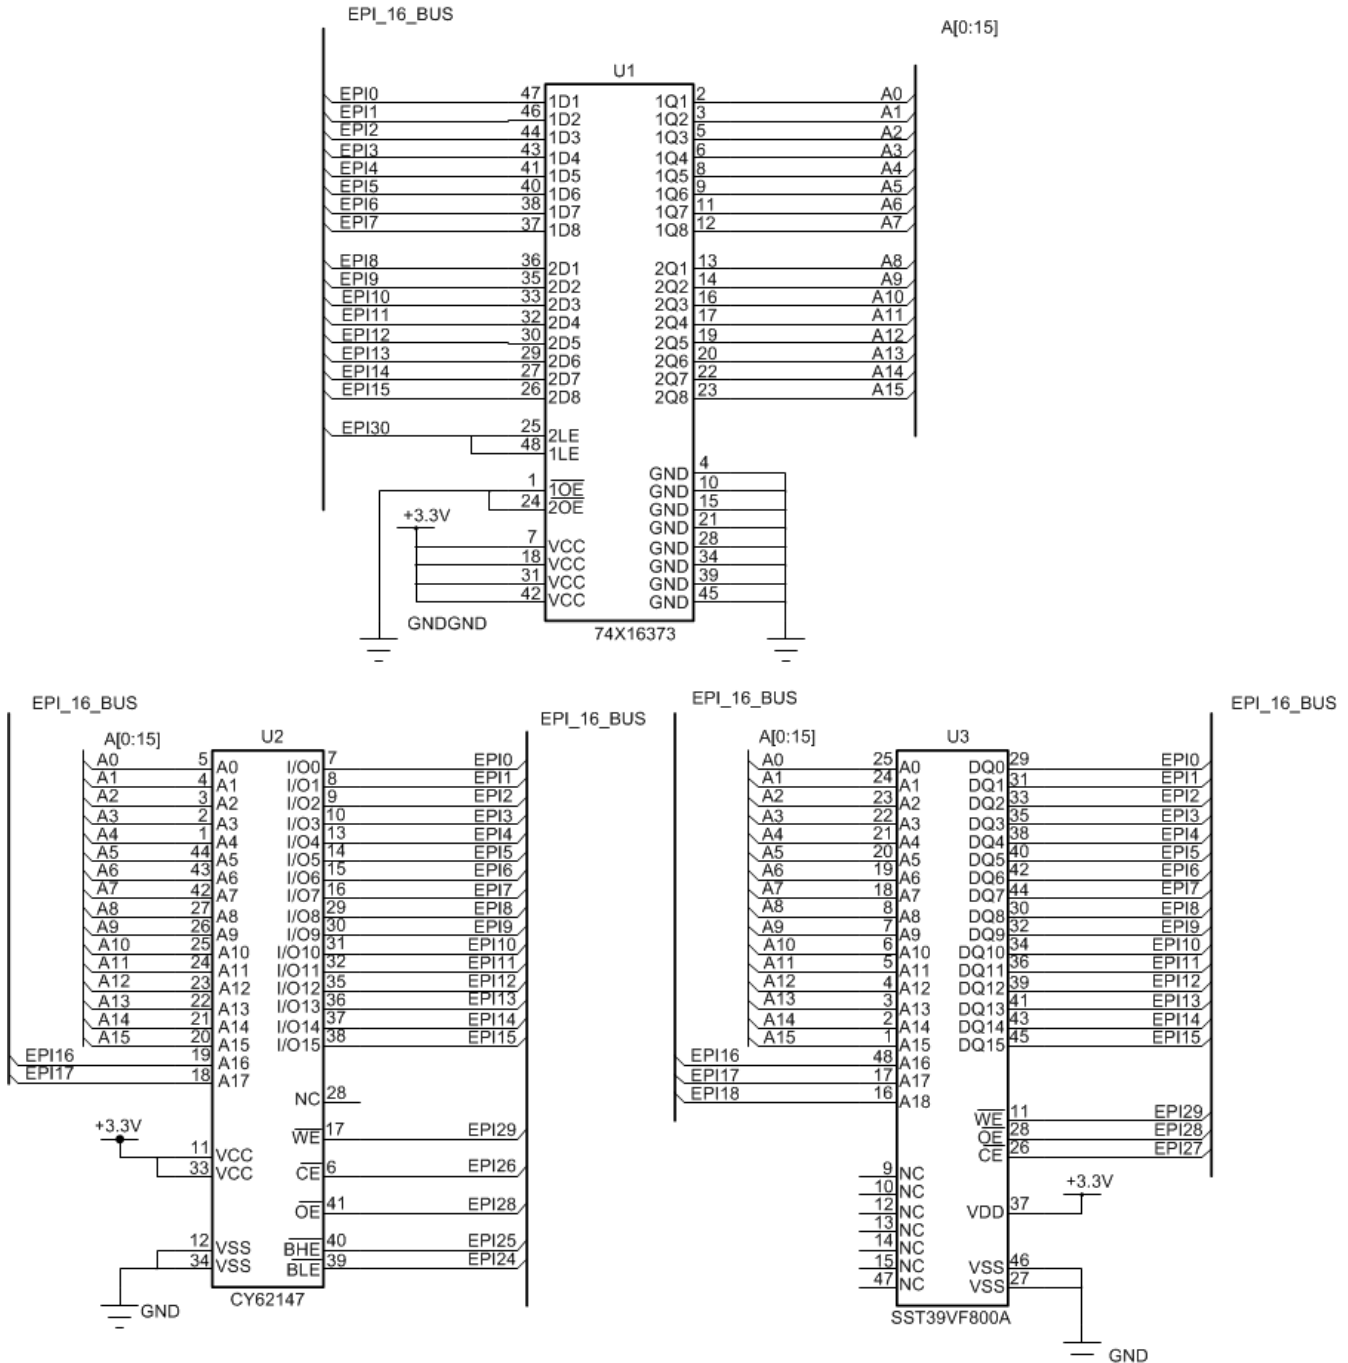 EPI_16_BUS
A[0:15]
U1
EPI0 47 1D1 1Q1 2 A0
EPI1 46 1D2 1Q2 3 A1
EPI2 44 1D3 1Q3 5 A2
EPI3 43 1D4 1Q4 6 A3
EPI4 41 1D5 1Q5 8 A4
EPI5 40 1D6 1Q6 9 A5
EPI6 38 1D7 1Q7 11 A6
EPI7 37 1D8 1Q8 12 A7
EPI8 36 2D1 2Q1 13 A8
EPI9 35 2D2 2Q2 14 A9
EPI10 33 2D3 2Q3 16 A10
EPI11 32 2D4 2Q4 17 A11
EPI12 30 2D5 2Q5 19 A12
EPI13 29 2D6 2Q6 20 A13
EPI14 27 2D7 2Q7 22 A14
EPI15 26 2D8 2Q8 23 A15
EPI30 25 2LE
48 1LE
GND 4
1 1OE GND 10
24 2OE GND 15
+3.3V GND 21
7 VCC GND 28
18 VCC GND 34
31 VCC GND 39
42 VCC GND 45
GNDGND
74X16373
EPI_16_BUS
EPI_16_BUS
A[0:15]
U2
A0 5 A0 I/O0 7 EPI0
A1 4 A1 I/O1 8 EPI1
A2 3 A2 I/O2 9 EPI2
A3 2 A3 I/O3 10 EPI3
A4 1 A4 I/O4 13 EPI4
A5 44 A5 I/O5 14 EPI5
A6 43 A6 I/O6 15 EPI6
A7 42 A7 I/O7 16 EPI7
A8 27 A8 I/O8 29 EPI8
A9 26 A9 I/O9 30 EPI9
A10 25 A10 I/O10 31 EPI10
A11 24 A11 I/O11 32 EPI11
A12 23 A12 I/O12 35 EPI12
A13 22 A13 I/O13 36 EPI13
A14 21 A14 I/O14 37 EPI14
A15 20 A15 I/O15 38 EPI15
EPI16 19 A16
EPI17 18 A17
NC 28
+3.3V WE 17 EPI29
11 VCC
33 VCC CE 6 EPI26
OE 41 EPI28
12 VSS BHE 40 EPI25
34 VSS BLE 39 EPI24
GND
CY62147
EPI_16_BUS
EPI_16_BUS
A[0:15]
U3
A0 25 A0 DQ0 29 EPI0
A1 24 A1 DQ1 31 EPI1
A2 23 A2 DQ2 33 EPI2
A3 22 A3 DQ3 35 EPI3
A4 21 A4 DQ4 38 EPI4
A5 20 A5 DQ5 40 EPI5
A6 19 A6 DQ6 42 EPI6
A7 18 A7 DQ7 44 EPI7
A8 8 A8 DQ8 30 EPI8
A9 7 A9 DQ9 32 EPI9
A10 6 A10 DQ10 34 EPI10
A11 5 A11 DQ11 36 EPI11
A12 4 A12 DQ12 39 EPI12
A13 3 A13 DQ13 41 EPI13
A14 2 A14 DQ14 43 EPI14
A15 1 A15 DQ15 45 EPI15
EPI16 48 A16
EPI17 17 A17
EPI18 16 A18
WE 11 EPI29
OE 28 EPI28
CE 26 EPI27
9 NC
10 NC +3.3V
12 NC VDD 37
13 NC
14 NC
15 NC VSS 46
47 NC VSS 27
SST39VF800A
GND